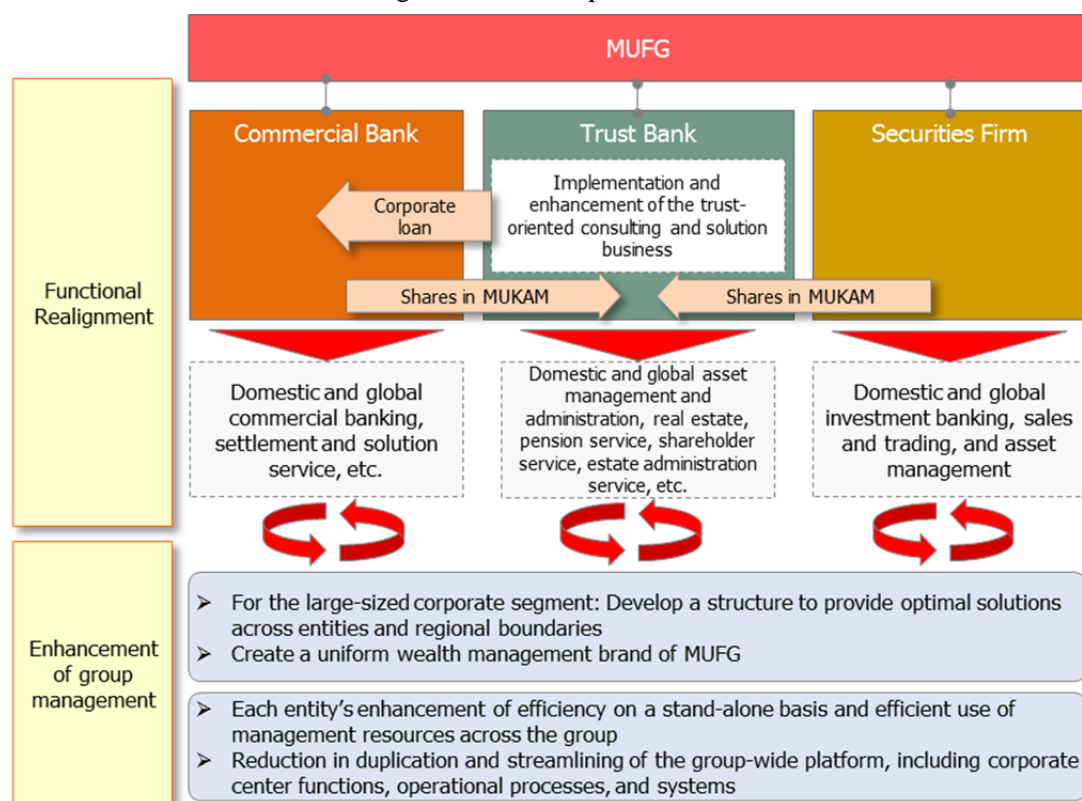 MUFG
Commercial Bank
Trust Bank
Securities Firm
Implementation and
enhancement of the trust-
oriented consulting and solution
business
Corporate
loan
Shares in MUKAM
Shares in MUKAM
Functional
Realignment
Domestic and global
commercial banking,
settlement and solution
service, etc.
Domestic and global asset
management and
administration, real estate,
pension service, shareholder
service, estate administration
service, etc.
Domestic and global
investment banking, sales
and trading, and asset
management
Enhancement
of group
management
➤ For the large-sized corporate segment: Develop a structure to provide optimal solutions
across entities and regional boundaries
➤ Create a uniform wealth management brand of MUFG
➤ Each entity's enhancement of efficiency on a stand-alone basis and efficient use of
management resources across the group
➤ Reduction in duplication and streamlining of the group-wide platform, including corporate
center functions, operational processes, and systems